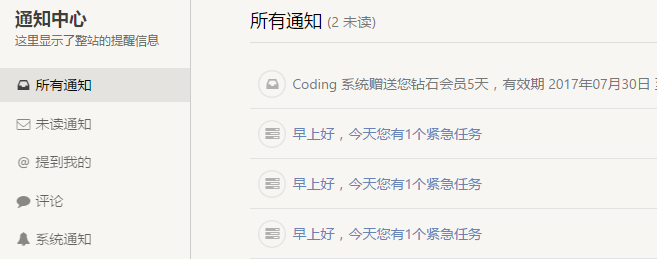 通知中心
这里显示了整站的提醒信息
所有通知
未读通知
@ 提到我的
评论
系统通知
所有通知 (2 未读)
Coding 系统赠送您钻石会员5天，有效期 2017年07月30日
早上好，今天您有1个紧急任务
早上好，今天您有1个紧急任务
早上好，今天您有1个紧急任务